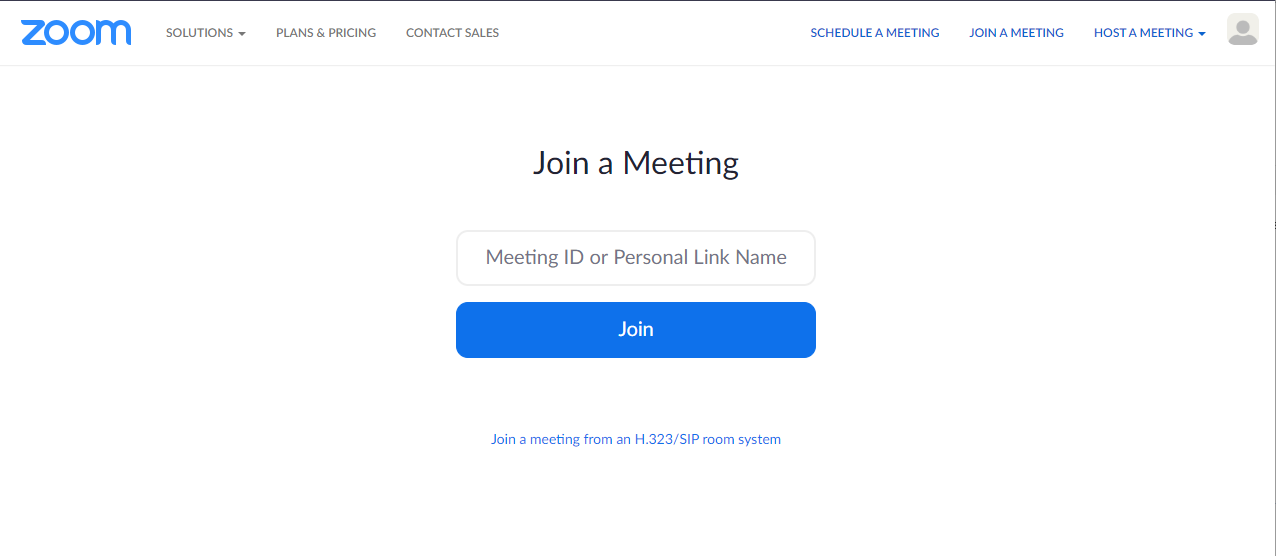 zoom SOLUTIONS PLANS & PRICING CONTACT SALES SCHEDULE A MEETING JOIN A MEETING HOST A MEETING
Join a Meeting
Meeting ID or Personal Link Name
Join
Join a meeting from an H.323/SIP room system